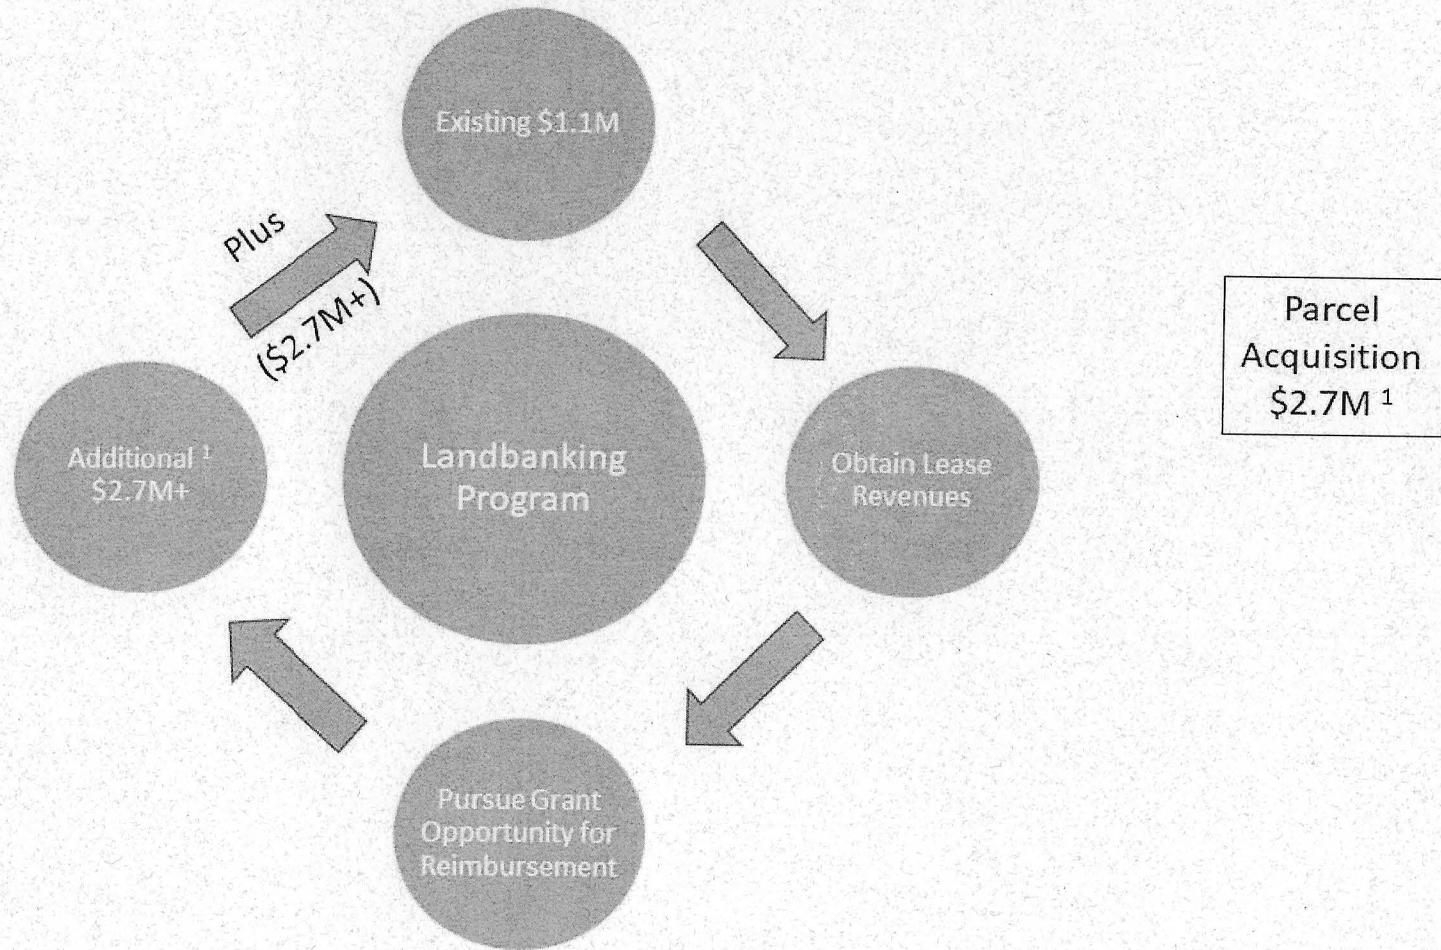 Existing $1.1M
Plus
($2.7M+)
Parcel
Acquisition
$2.7M ¹
Landbanking
Program
Additional ¹
$2.7M+
Obtain Lease
Revenues
Pursue Grant
Opportunity for
Reimbursement